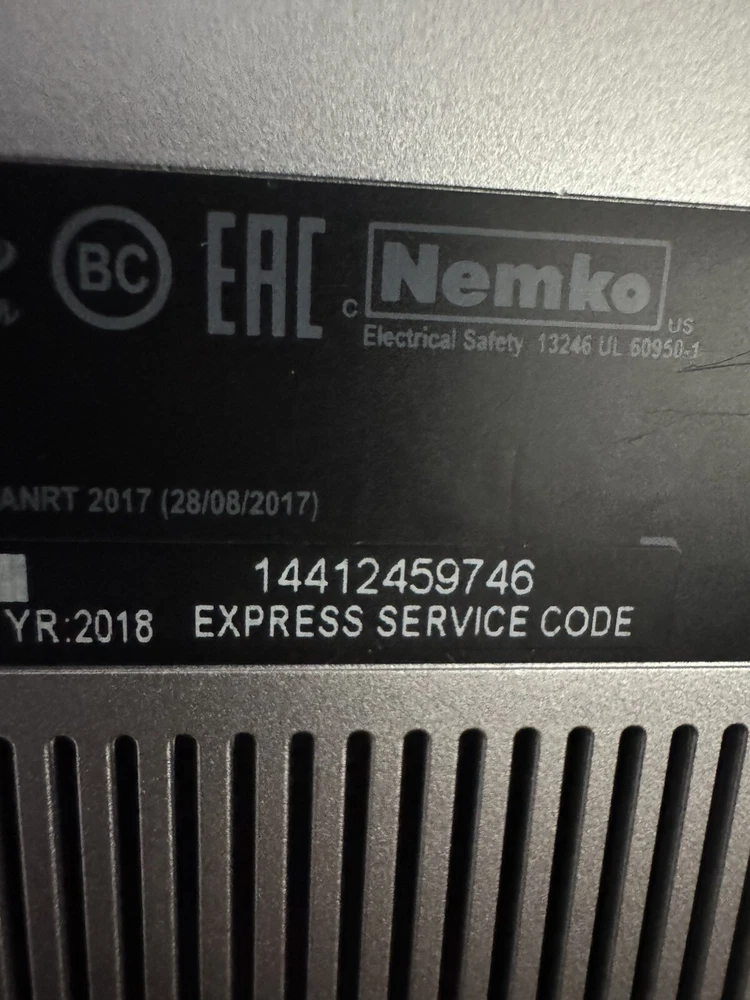 BC EAC C Nemko US
Electrical Safety 13246 UL 60950-1
ANRT 2017 (28/08/2017)
14412459746
YR:2018 EXPRESS SERVICE CODE